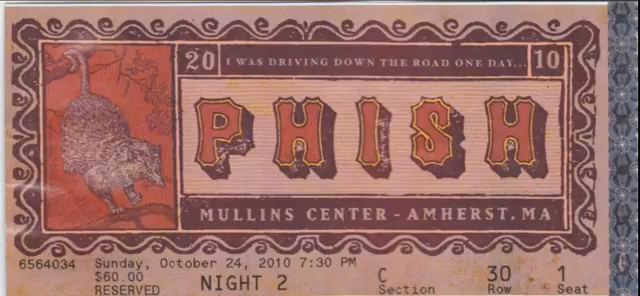 20 I WAS DRIVING DOWN THE ROAD ONE DAY... 10
PHISH
MULLINS CENTER - AMHERST, MA
6564034 Sunday, October 24, 2010 7:30 PM
$60.00 C 30 1
RESERVED NIGHT 2 Section Row Seat